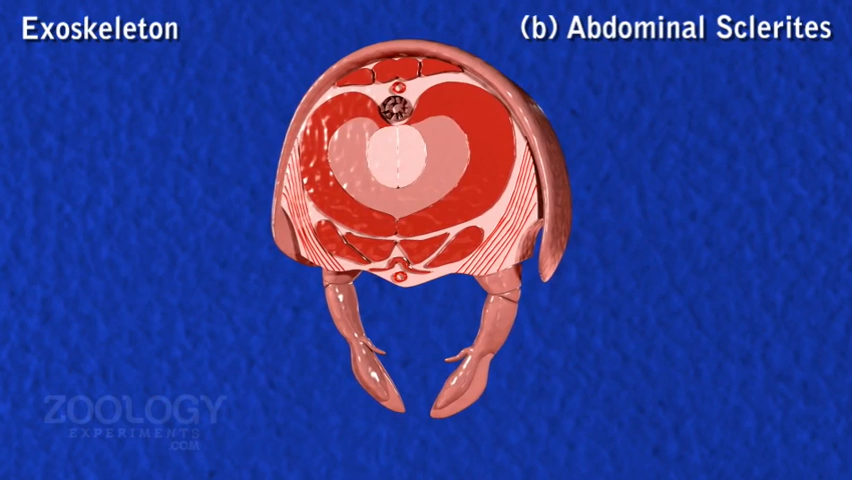 Exoskeleton
(b) Abdominal Sclerites
ZOOLOGY
EXPERIMENTS
.COM